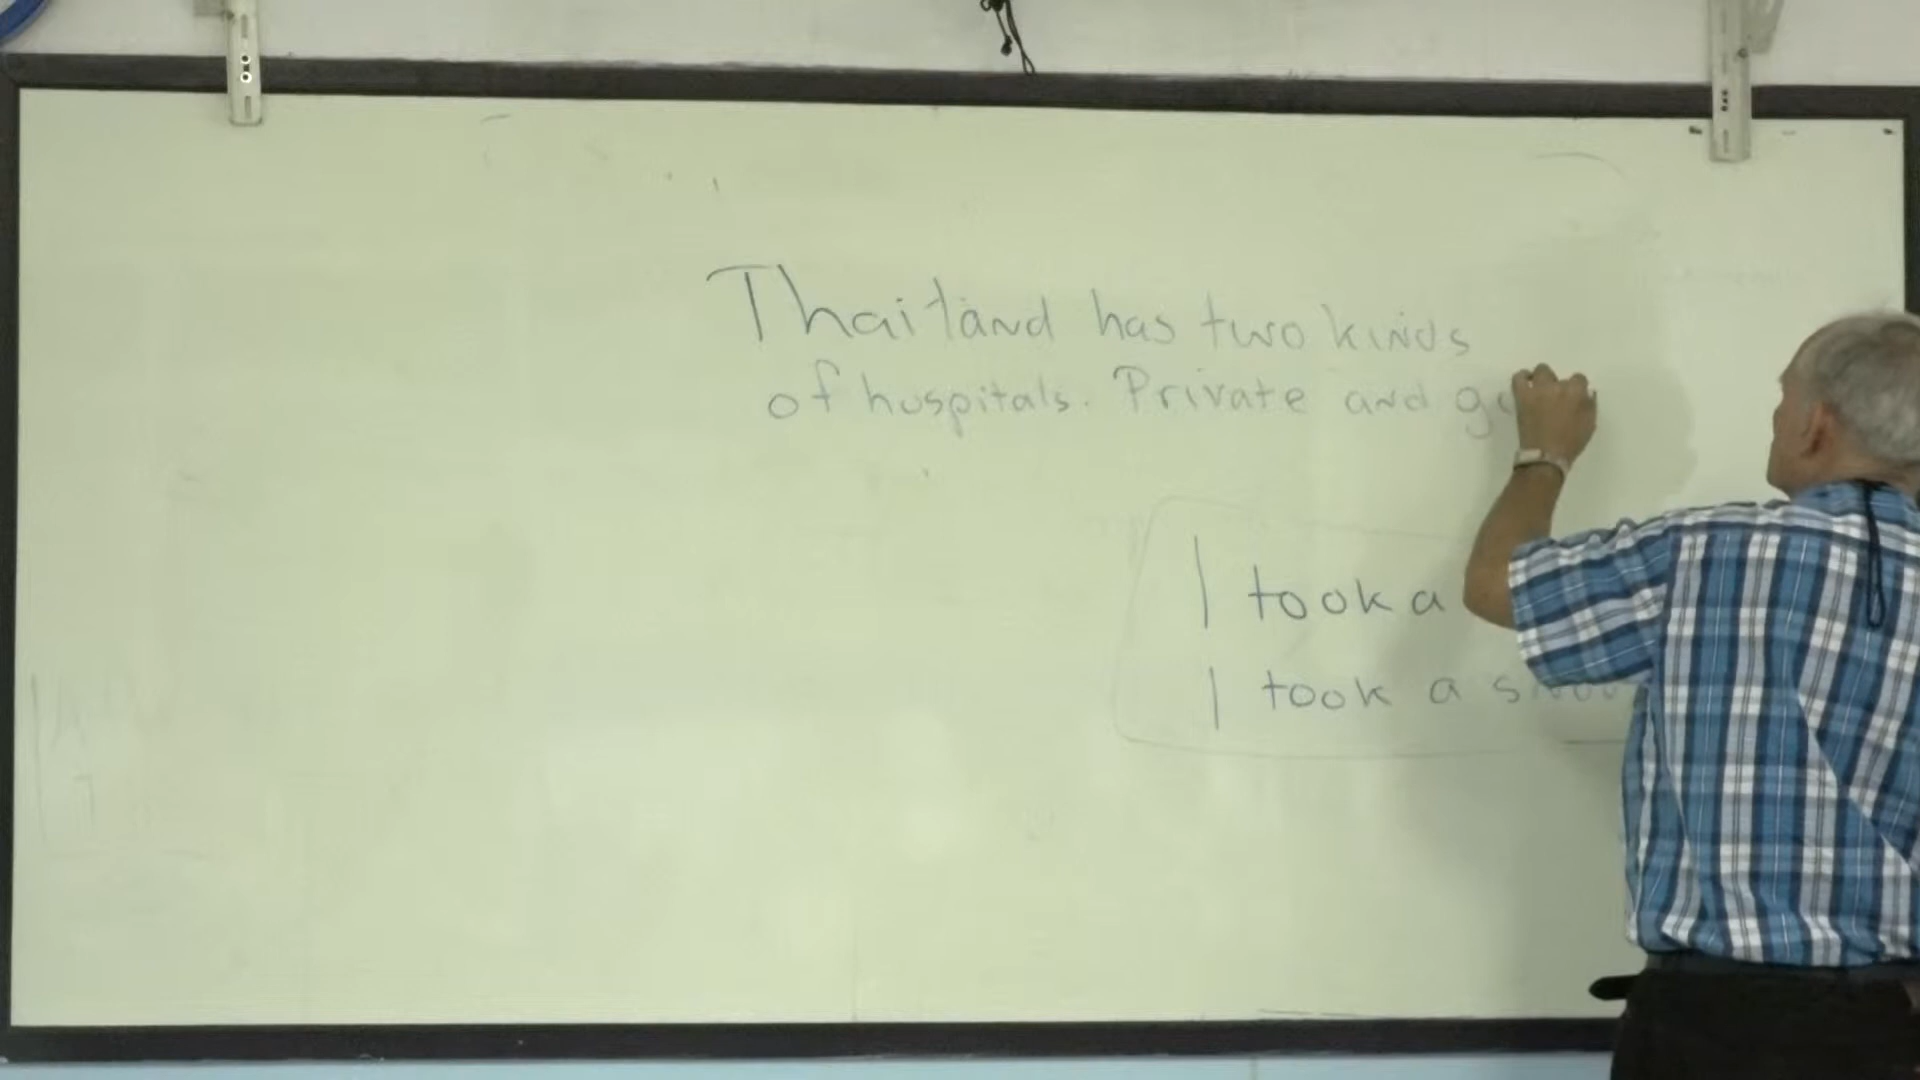 Thailand has two kinds
of hospitals. Private and
I took a
I took a